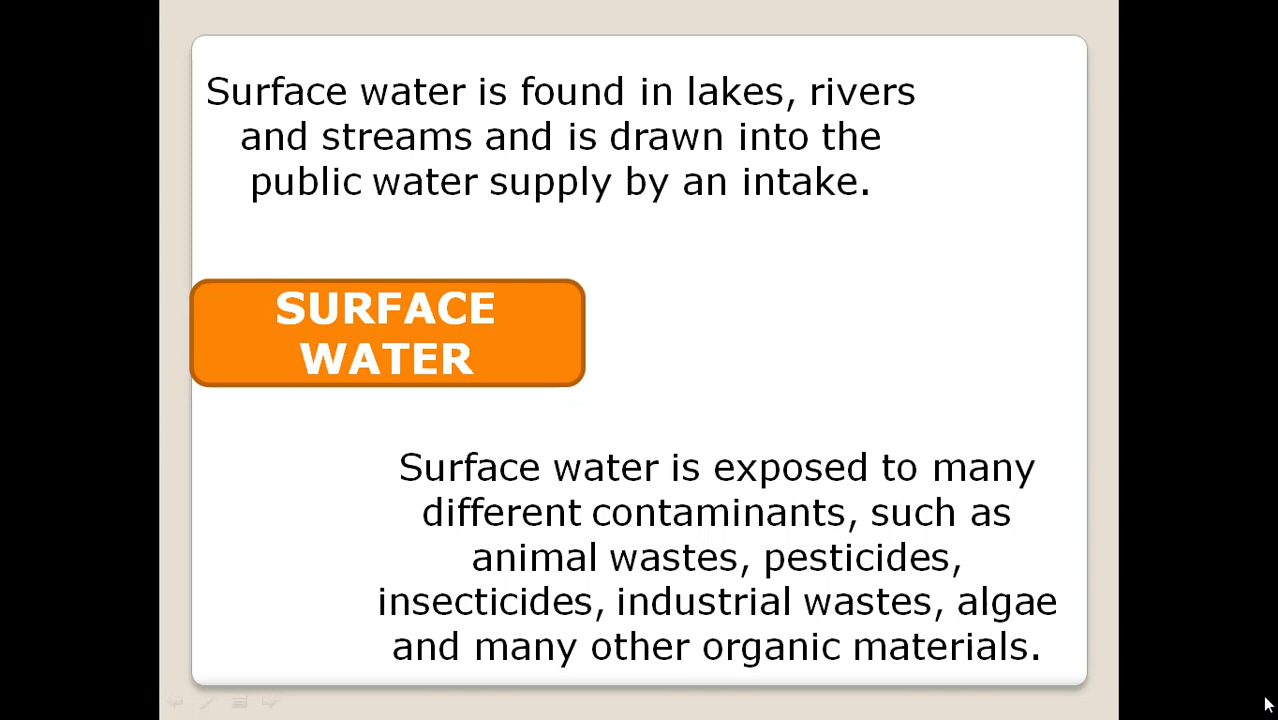 Surface water is found in lakes, rivers
and streams and is drawn into the
public water supply by an intake.
SURFACE
WATER
Surface water is exposed to many
different contaminants, such as
animal wastes, pesticides,
insecticides, industrial wastes, algae
and many other organic materials.